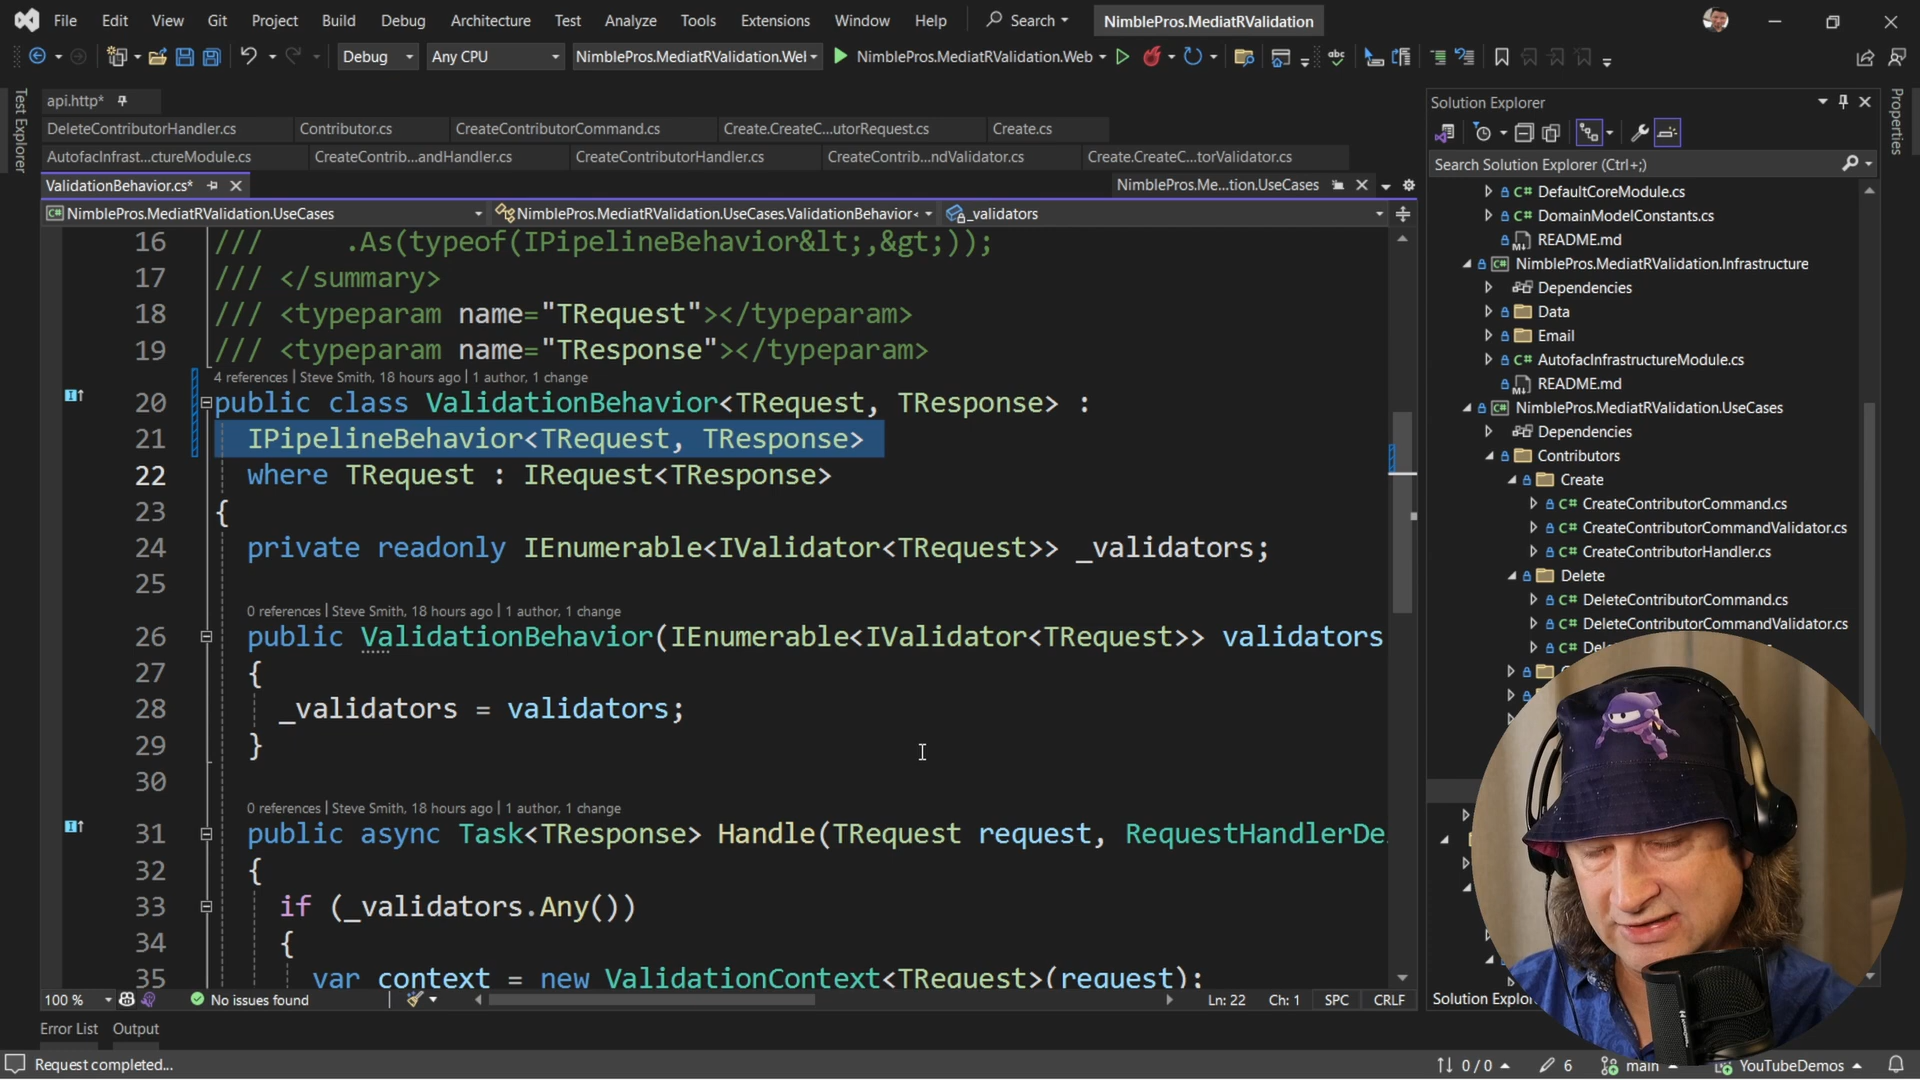 File Edit View Git Project Build Debug Architecture Test Analyze Tools Extensions Window Help Search NimblePros.MediatRValidation
Debug Any CPU NimblePros.MediatRValidation.Wel NimblePros.MediatRValidation.Web
Test Explorer
api.http*
DeleteContributorHandler.cs Contributor.cs CreateContributorCommand.cs Create.CreateC...utorRequest.cs Create.cs
AutofacInfrast...ctureModule.cs CreateContrib...andHandler.cs CreateContributorHandler.cs CreateContrib...ndValidator.cs Create.CreateC...torValidator.cs
ValidationBehavior.cs* NimblePros.Me...tion.UseCases
NimblePros.MediatRValidation.UseCases NimblePros.MediatRValidation.UseCases.ValidationBehavior< _validators
16 /// .As(typeof(IPipelineBehavior&lt;,&gt;));
17 /// </summary>
18 /// <typeparam name="TRequest"></typeparam>
19 /// <typeparam name="TResponse"></typeparam>
4 references | Steve Smith, 18 hours ago | 1 author, 1 change
20 public class ValidationBehavior<TRequest, TResponse> :
21 IPipelineBehavior<TRequest, TResponse>
22 where TRequest : IRequest<TResponse>
23 {
24 private readonly IEnumerable<IValidator<TRequest>> _validators;
25
0 references | Steve Smith, 18 hours ago | 1 author, 1 change
26 public ValidationBehavior(IEnumerable<IValidator<TRequest>> validators
27 {
28 _validators = validators;
29 }
30
0 references | Steve Smith, 18 hours ago | 1 author, 1 change
31 public async Task<TResponse> Handle(TRequest request, RequestHandlerDe
32 {
33 if (_validators.Any())
34 {
35 var context = new ValidationContext<TRequest>(request);
100 % No issues found Ln: 22 Ch: 1 SPC CRLF
Error List Output
Request completed...
0 / 0 6 main YouTubeDemos
Solution Explorer
Search Solution Explorer (Ctrl+;)
DefaultCoreModule.cs
DomainModelConstants.cs
README.md
NimblePros.MediatRValidation.Infrastructure
Dependencies
Data
Email
AutofacInfrastructureModule.cs
README.md
NimblePros.MediatRValidation.UseCases
Dependencies
Contributors
Create
CreateContributorCommand.cs
CreateContributorCommandValidator.cs
CreateContributorHandler.cs
Delete
DeleteContributorCommand.cs
DeleteContributorCommandValidator.cs
Solution Explor
Properties